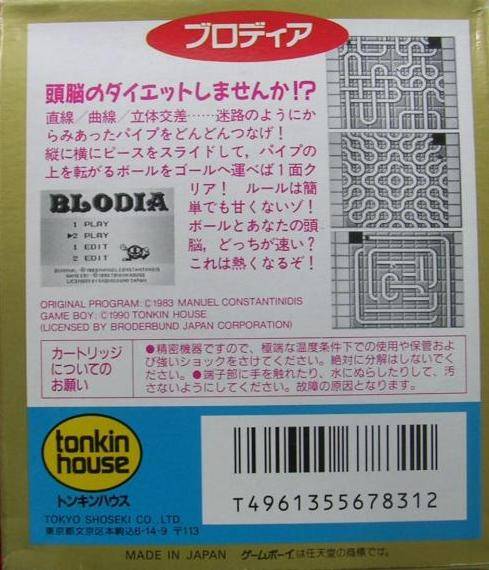 ブロディア
頭脳のダイエットしませんか!?
直線／曲線／立体交差……迷路のようにか
らみあったパイプをどんどんつなげ!
縦に横にピースをスライドして，パイプの
上を転がるボールをゴールへ運べば1面ク
リア! ルールは簡
単でも甘くないゾ!
ボールとあなたの頭
脳，どっちが速い?
これは熱くなるぞ!
BLODIA
1 PLAY
▶2 PLAY
1 EDIT
2 EDIT
ORIGINAL PROGRAM: ©1983 MANUEL CONSTANTINIDIS
GAME BOY: ©1990 TONKIN HOUSE
(LICENSED BY BRODERBUND JAPAN CORPORATION)
カートリッジ
についての
お願い
●精密機器ですので、極端な温度条件下での使用や保管およ
び強いショックをさけてください。絶対に分解はしないでく
ださい。●端子部に手を触れたり、水にぬらしたりして、汚
さないようにしてください。故障の原因となります。
tonkin
house
トンキンハウス
TOKYO SHOSEKI CO., LTD.
東京都文京区本駒込6-14-9 〒113
T4961355678312
MADE IN JAPAN ゲームボーイは任天堂の商標です。